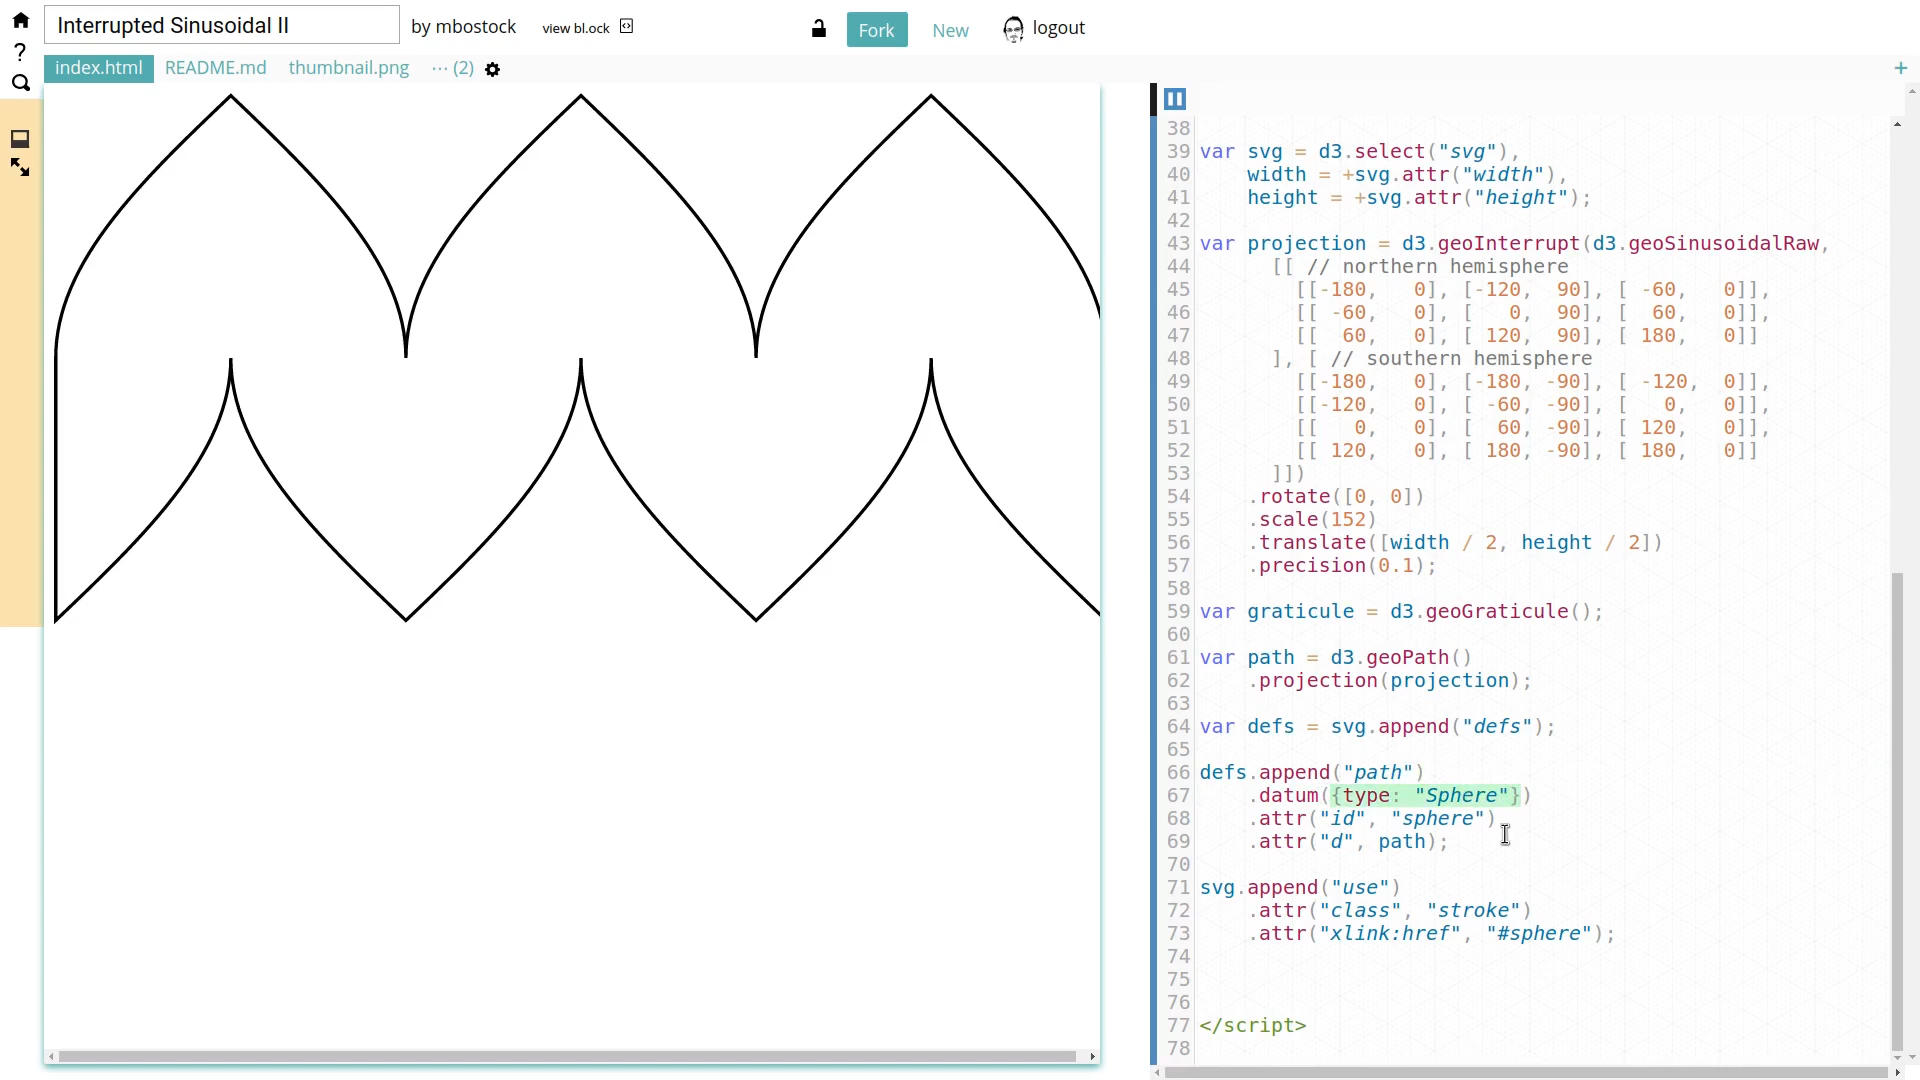 Interrupted Sinusoidal II by mbostock view bl.ock Fork New logout
index.html README.md thumbnail.png ··· (2) +
38
39 var svg = d3.select("svg"),
40 width = +svg.attr("width"),
41 height = +svg.attr("height");
42
43 var projection = d3.geoInterrupt(d3.geoSinusoidalRaw,
44 [[ // northern hemisphere
45 [[-180, 0], [-120, 90], [ -60, 0]],
46 [[ -60, 0], [ 0, 90], [ 60, 0]],
47 [[ 60, 0], [ 120, 90], [ 180, 0]]
48 ], [ // southern hemisphere
49 [[-180, 0], [-180, -90], [ -120, 0]],
50 [[-120, 0], [ -60, -90], [ 0, 0]],
51 [[ 0, 0], [ 60, -90], [ 120, 0]],
52 [[ 120, 0], [ 180, -90], [ 180, 0]]
53 ]])
54 .rotate([0, 0])
55 .scale(152)
56 .translate([width / 2, height / 2])
57 .precision(0.1);
58
59 var graticule = d3.geoGraticule();
60
61 var path = d3.geoPath()
62 .projection(projection);
63
64 var defs = svg.append("defs");
65
66 defs.append("path")
67 .datum({type: "Sphere"})
68 .attr("id", "sphere")
69 .attr("d", path);
70
71 svg.append("use")
72 .attr("class", "stroke")
73 .attr("xlink:href", "#sphere");
74
75
76
77 </script>
78